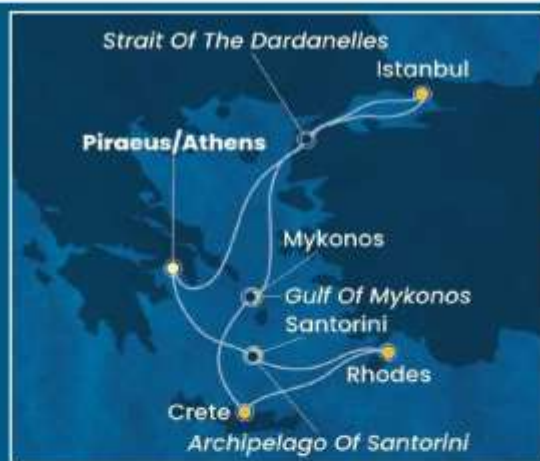 Strait Of The Dardanelles
Istanbul
Piraeus/Athens
Mykonos
Gulf Of Mykonos
Santorini
Rhodes
Crete
Archipelago Of Santorini